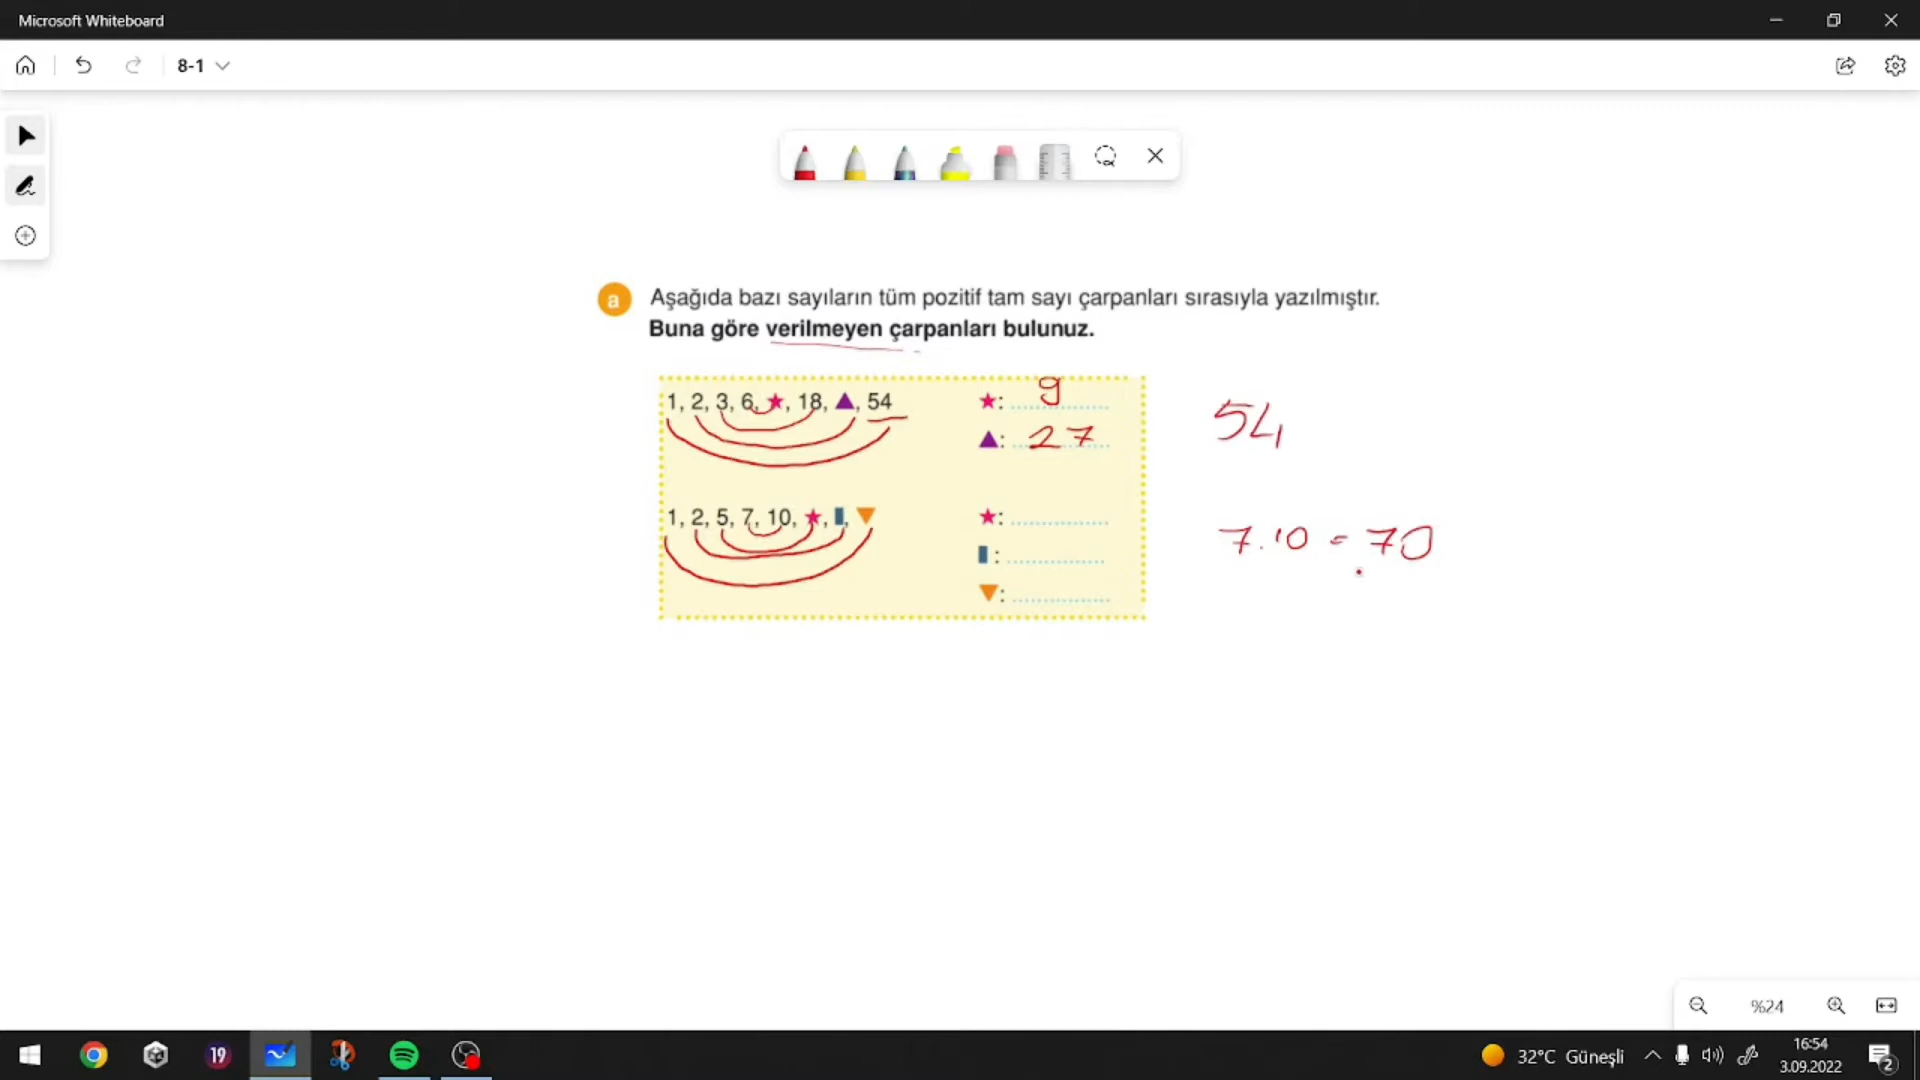 Microsoft Whiteboard
8-1
a Aşağıda bazı sayıların tüm pozitif tam sayı çarpanları sırasıyla yazılmıştır.
Buna göre verilmeyen çarpanları bulunuz.
1, 2, 3, 6, ★, 18, ▲, 54
★: 9
▲: 27
54
1, 2, 5, 7, 10, ★, ▮, ▼
★: ........................
▮: ........................
▼: ........................
7.10 = 70
%24
19
32°C Güneşli
16:54
3.09.2022
2